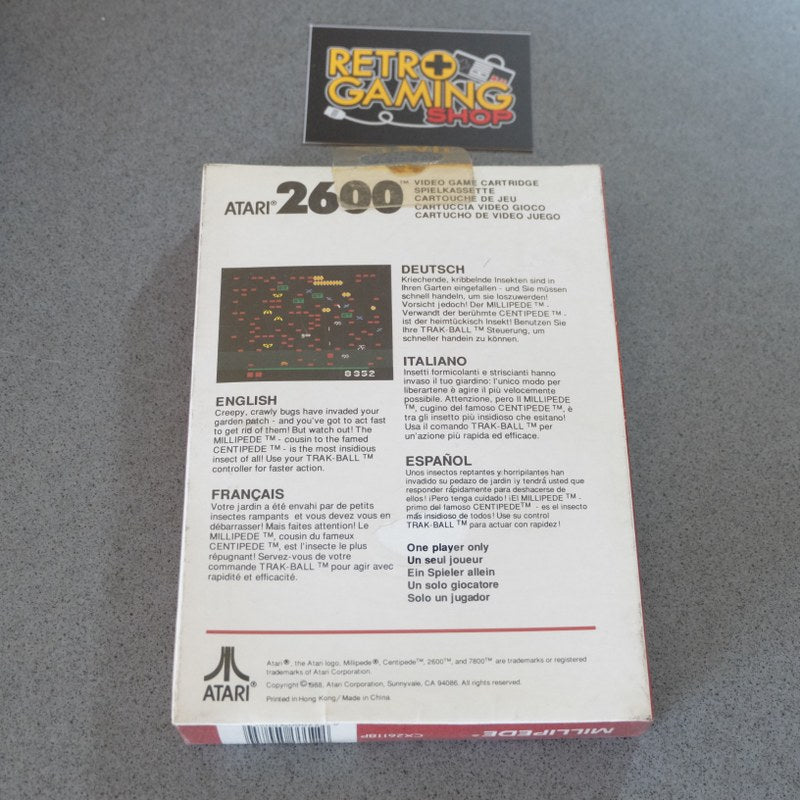 RETRO
GAMING
SHOP
ATARI® 2600™
VIDEO GAME CARTRIDGE
SPIELKASSETTE
CARTOUCHE DE JEU
CARTUCCIA VIDEO GIOCO
CARTUCHO DE VIDEO JUEGO
8352
ENGLISH
Creepy, crawly bugs have invaded your
garden patch - and you've got to act fast
to get rid of them! But watch out! The
MILLIPEDE ™ - cousin to the famed
CENTIPEDE ™ - is the most insidious
insect of all! Use your TRAK-BALL ™
controller for faster action.
FRANÇAIS
Votre jardin a été envahi par de petits
insectes rampants et vous devez vous en
débarrasser! Mais faites attention! Le
MILLIPEDE ™, cousin du fameux
CENTIPEDE ™, est l'insecte le plus
répugnant! Servez-vous de votre
commande TRAK-BALL ™ pour agir avec
rapidité et efficacité.
DEUTSCH
Kriechende, kribbelnde Insekten sind in
Ihren Garten eingefallen - und Sie müssen
schnell handeln, um sie loszuwerden!
Vorsicht jedoch! Der MILLIPEDE ™ -
Verwandt der berühmte CENTIPEDE ™ -
ist der heimtückisch Insekt! Benutzen Sie
Ihre TRAK-BALL ™ Steuerung, um
schneller handeln zu können.
ITALIANO
Insetti formicolanti e striscianti hanno
invaso il tuo giardino: l'unico modo per
liberartene è agire il più velocemente
possibile. Attenzione, pero Il MILLIPEDE
™, cugino del famoso CENTIPEDE ™, è
tra gli insetto più insidioso che esitano!
Usa il comando TRAK-BALL ™ per
un'azione più rapida ed efficace.
ESPAÑOL
Unos insectos reptantes y horripilantes han
invadido su pedazo de jardin ¡y tendrá usted que
responder rápidamente para deshacerse de
ellos! ¡Pero tenga cuidado! ¡El MILLIPEDE ™ -
primo del famoso CENTIPEDE™ - es el insecto
más insidioso de todos! Use su control
TRAK-BALL ™ para actuar con rapidez!
One player only
Un seul joueur
Ein Spieler allein
Un solo giocatore
Solo un jugador
ATARI®
Atari®, the Atari logo, Millipede®, Centipede™, 2600™, and 7800™ are trademarks or registered
trademarks of Atari Corporation.
Copyright ©1988, Atari Corporation, Sunnyvale, CA 94086. All rights reserved.
Printed in Hong Kong/Made in China.
CX26118P
MILLIPEDE®